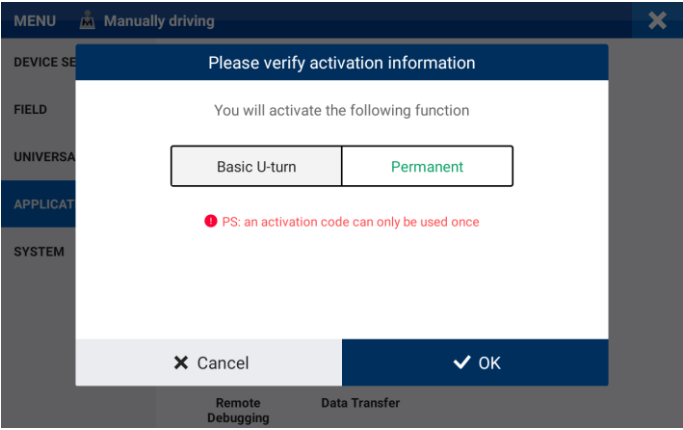 MENU Manually driving
DEVICE SE
FIELD
UNIVERSA
APPLICAT
SYSTEM
Please verify activation information
You will activate the following function
Basic U-turn Permanent
PS: an activation code can only be used once
Cancel OK
Remote Debugging
Data Transfer